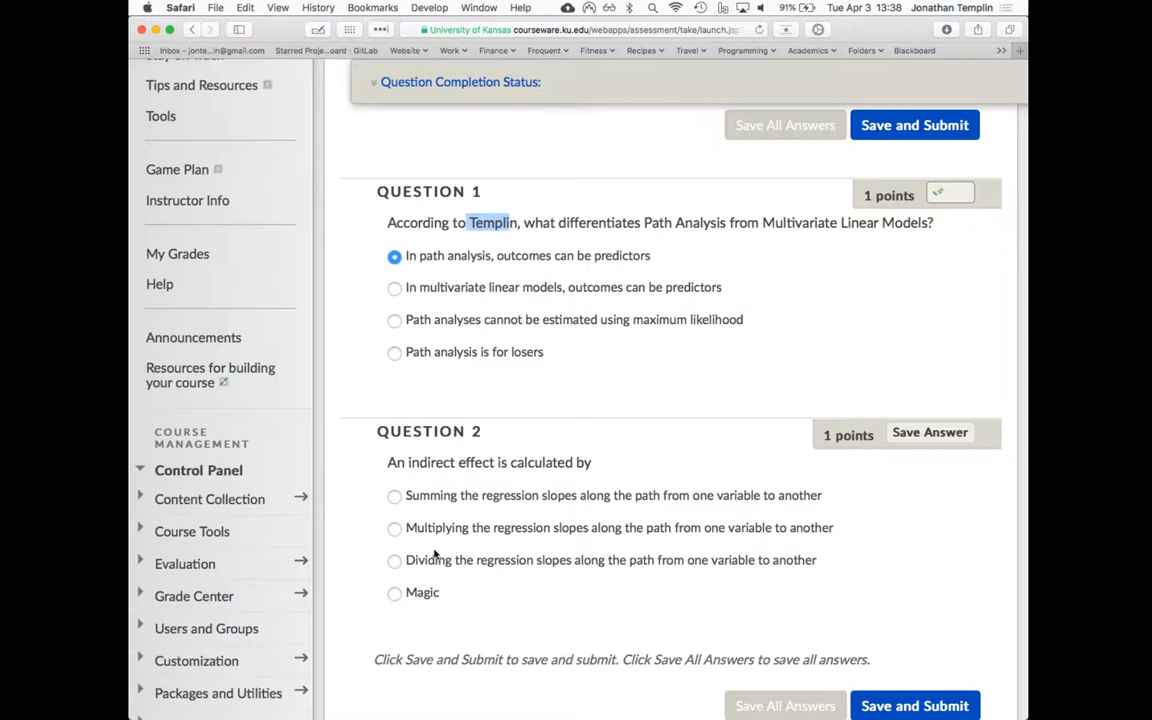 Safari File Edit View History Bookmarks Develop Window Help 91% Tue Apr 3 13:38 Jonathan Templin
University of Kansas courseware.ku.edu/webapps/assessment/take/launch.jsp
Inbox – jonte...in@gmail.com Starred Proje...oard · GitLab Website Work Finance Frequent Fitness Recipes Travel Programming Academics Folders Blackboard >> +
Tips and Resources
Tools
Game Plan
Instructor Info
My Grades
Help
Announcements
Resources for building
your course
COURSE
MANAGEMENT
Control Panel
Content Collection
Course Tools
Evaluation
Grade Center
Users and Groups
Customization
Packages and Utilities
Question Completion Status:
Save All Answers Save and Submit
QUESTION 1
1 points
According to Templin, what differentiates Path Analysis from Multivariate Linear Models?
In path analysis, outcomes can be predictors
In multivariate linear models, outcomes can be predictors
Path analyses cannot be estimated using maximum likelihood
Path analysis is for losers
QUESTION 2
1 points Save Answer
An indirect effect is calculated by
Summing the regression slopes along the path from one variable to another
Multiplying the regression slopes along the path from one variable to another
Dividing the regression slopes along the path from one variable to another
Magic
Click Save and Submit to save and submit. Click Save All Answers to save all answers.
Save All Answers Save and Submit